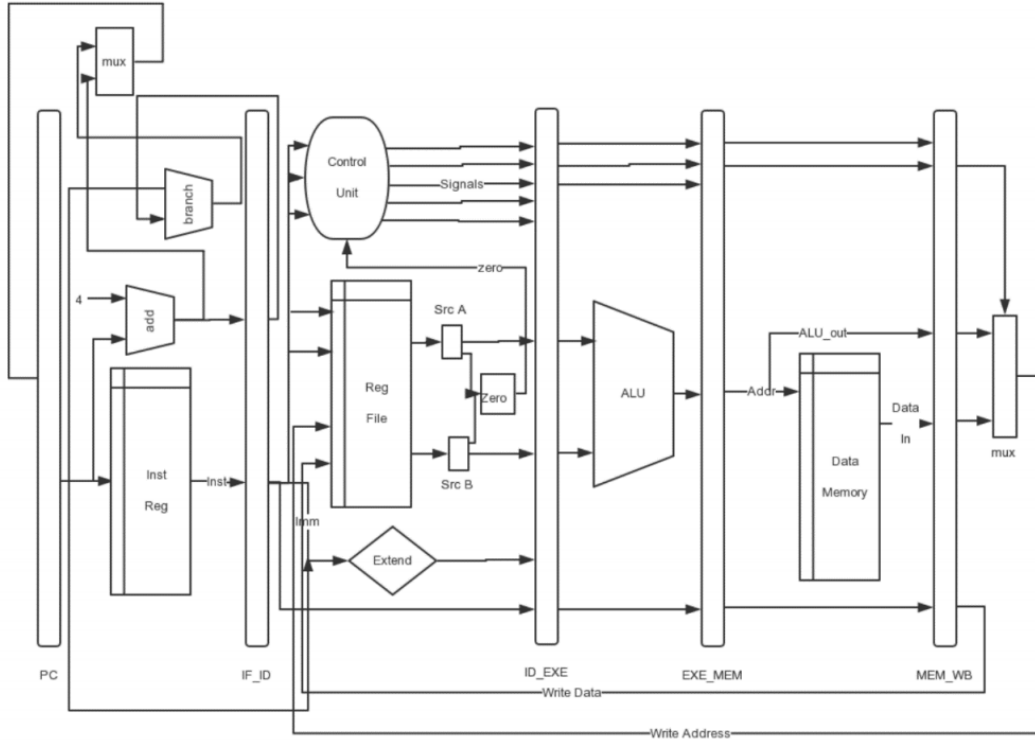 mux
Control
Unit
Signals
branch
zero
4
add
Src A
ALU_out
Reg
File
Zero
ALU
Addr
Data
In
mux
Inst
Reg
Inst
Src B
Data
Memory
Imm
Extend
PC
IF_ID
ID_EXE
EXE_MEM
MEM_WB
Write Data
Write Address